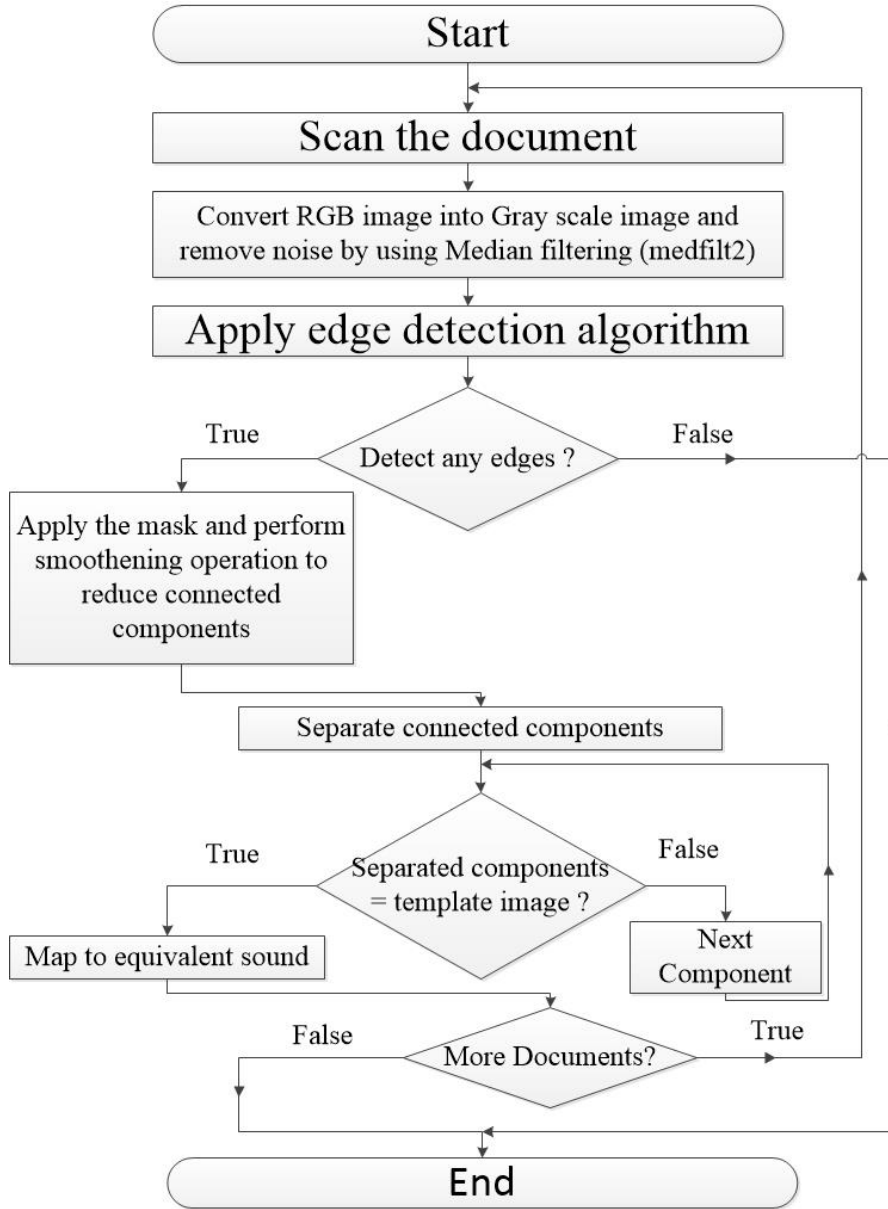 Start
Scan the document
Convert RGB image into Gray scale image and
remove noise by using Median filtering (medfilt2)
Apply edge detection algorithm
True
False
Detect any edges ?
Apply the mask and perform
smoothening operation to
reduce connected
components
Separate connected components
True
False
Separated components
= template image ?
Map to equivalent sound
Next
Component
False
True
More Documents?
End